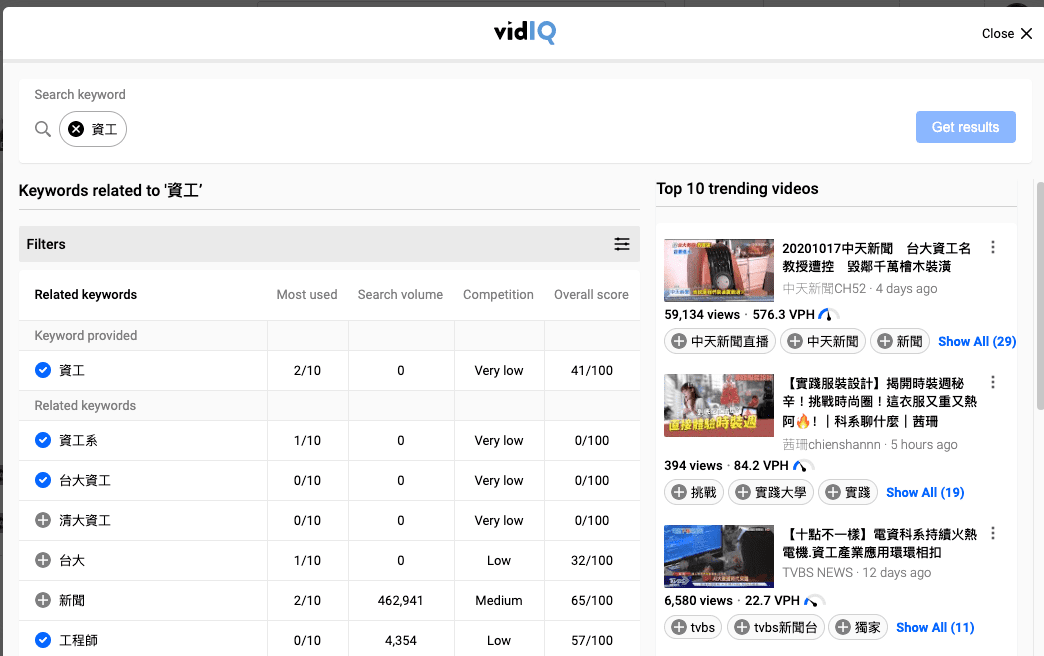 vidIQ
Close
Search keyword
資工
Get results
Keywords related to '資工'
Filters
Related keywords Most used Search volume Competition Overall score
Keyword provided
資工 2/10 0 Very low 41/100
Related keywords
資工系 1/10 0 Very low 0/100
台大資工 0/10 0 Very low 0/100
清大資工 0/10 0 Very low 0/100
台大 1/10 0 Low 32/100
新聞 2/10 462,941 Medium 65/100
工程師 0/10 4,354 Low 57/100
Top 10 trending videos
20201017中天新聞 台大資工名
教授遭控 毀鄰千萬檜木裝潢
中天新聞CH52 · 4 days ago
59,134 views · 576.3 VPH
中天新聞直播 中天新聞 新聞 Show All (29)
【實踐服裝設計】揭開時裝週秘
辛！挑戰時尚圈！這衣服又重又熱
阿🔥！｜科系聊什麼｜茜珊
茜珊chienshannn · 5 hours ago
直接體驗時裝週
394 views · 84.2 VPH
挑戰 實踐大學 實踐 Show All (19)
【十點不一樣】電資科系持續火熱
電機.資工產業應用環環相扣
TVBS NEWS · 12 days ago
6,580 views · 22.7 VPH
tvbs tvbs新聞台 獨家 Show All (11)